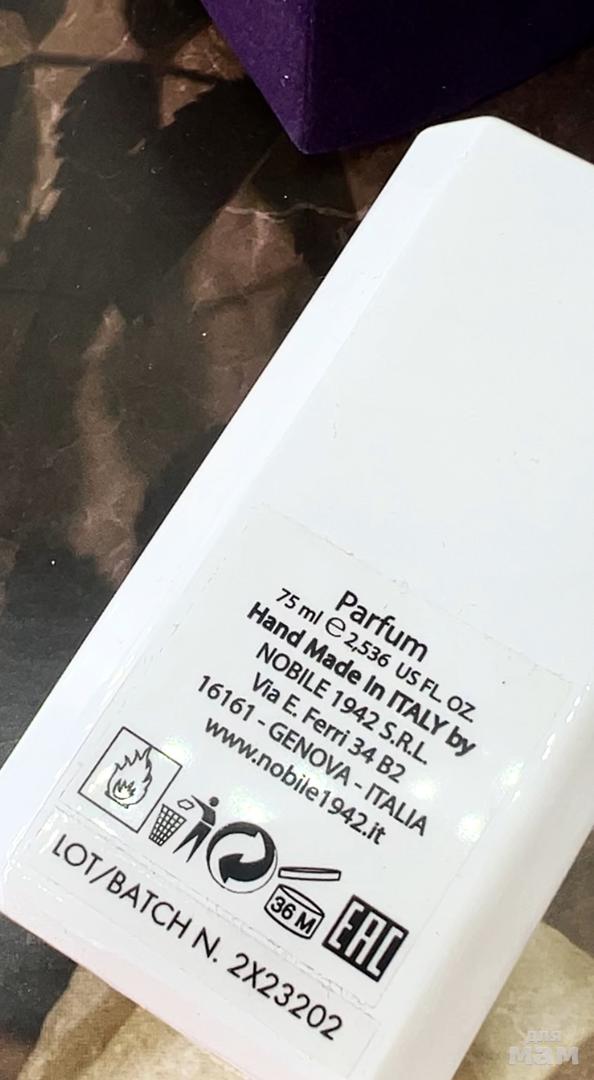 Parfum
75 ml ℮ 2,536 US FL. OZ
Hand Made In ITALY by
NOBILE 1942 S.R.L.
Via E. Ferri 34 B2
16161 - GENOVA - ITALIA
www.nobile1942.it
36 M
EAC
LOT/BATCH N. 2X23202
для
мам